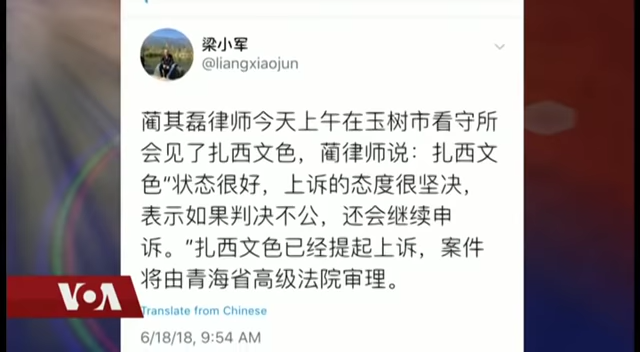 梁小军
@liangxiaojun
蔺其磊律师今天上午在玉树市看守所
会见了扎西文色，蔺律师说：扎西文
色"状态很好，上诉的态度很坚决，
表示如果判决不公，还会继续申
诉。"扎西文色已经提起上诉，案件
将由青海省高级法院审理。
VOA
Translate from Chinese
6/18/18, 9:54 AM